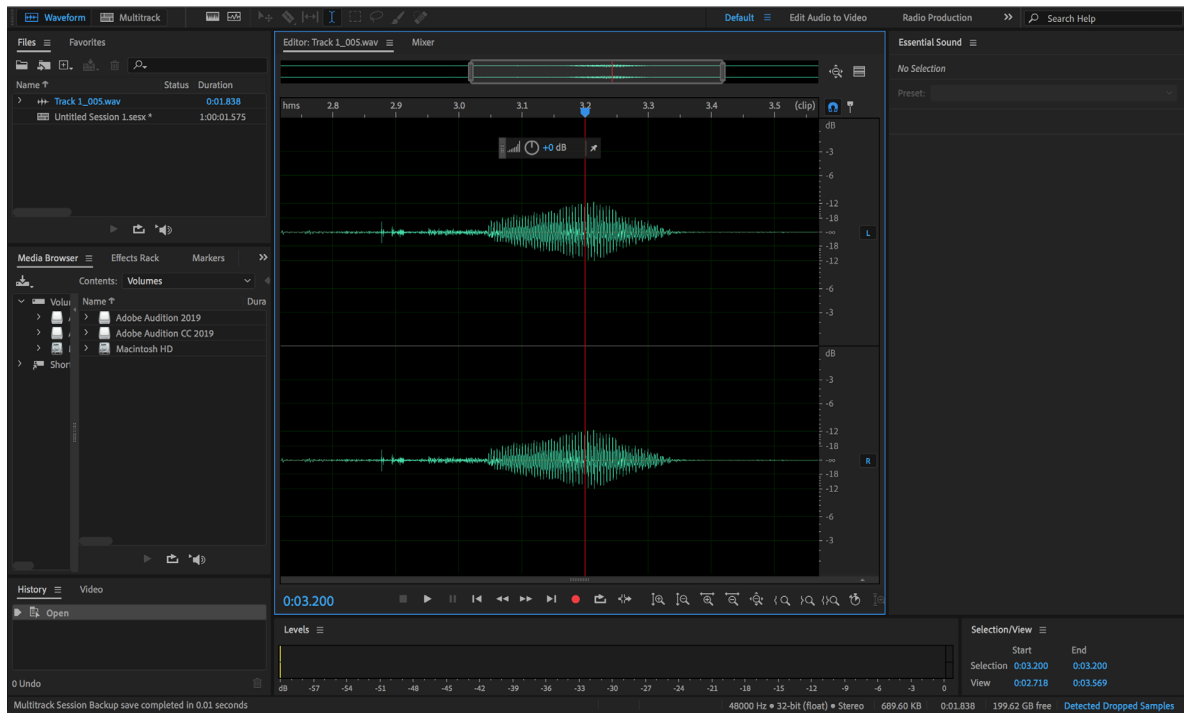 Waveform Multitrack Default Edit Audio to Video Radio Production Search Help
Files Favorites
Name Status Duration
Track 1_005.wav 0:01.838
Untitled Session 1.sesx * 1:00:01.575
Media Browser Effects Rack Markers
Contents: Volumes
Volu Name Dura
Adobe Audition 2019
Adobe Audition CC 2019
Macintosh HD
Shor
History Video
Open
0 Undo
Editor: Track 1_005.wav Mixer
hms 2.8 2.9 3.0 3.1 3.2 3.3 3.4 3.5 (clip)
+0 dB
dB
-3
-6
-12
-18
-∞ L
-18
-12
-6
-3
dB
-3
-6
-12
-18
-∞ R
-18
-12
-6
-3
0:03.200
Levels
dB -57 -54 -51 -48 -45 -42 -39 -36 -33 -30 -27 -24 -21 -18 -15 -12 -9 -6 -3 0
Essential Sound
No Selection
Preset:
Selection/View
Start End
Selection 0:03.200 0:03.200
View 0:02.718 0:03.569
Multitrack Session Backup save completed in 0.01 seconds 48000 Hz ● 32-bit (float) ● Stereo 689.60 KB 0:01.838 199.62 GB free Detected Dropped Samples